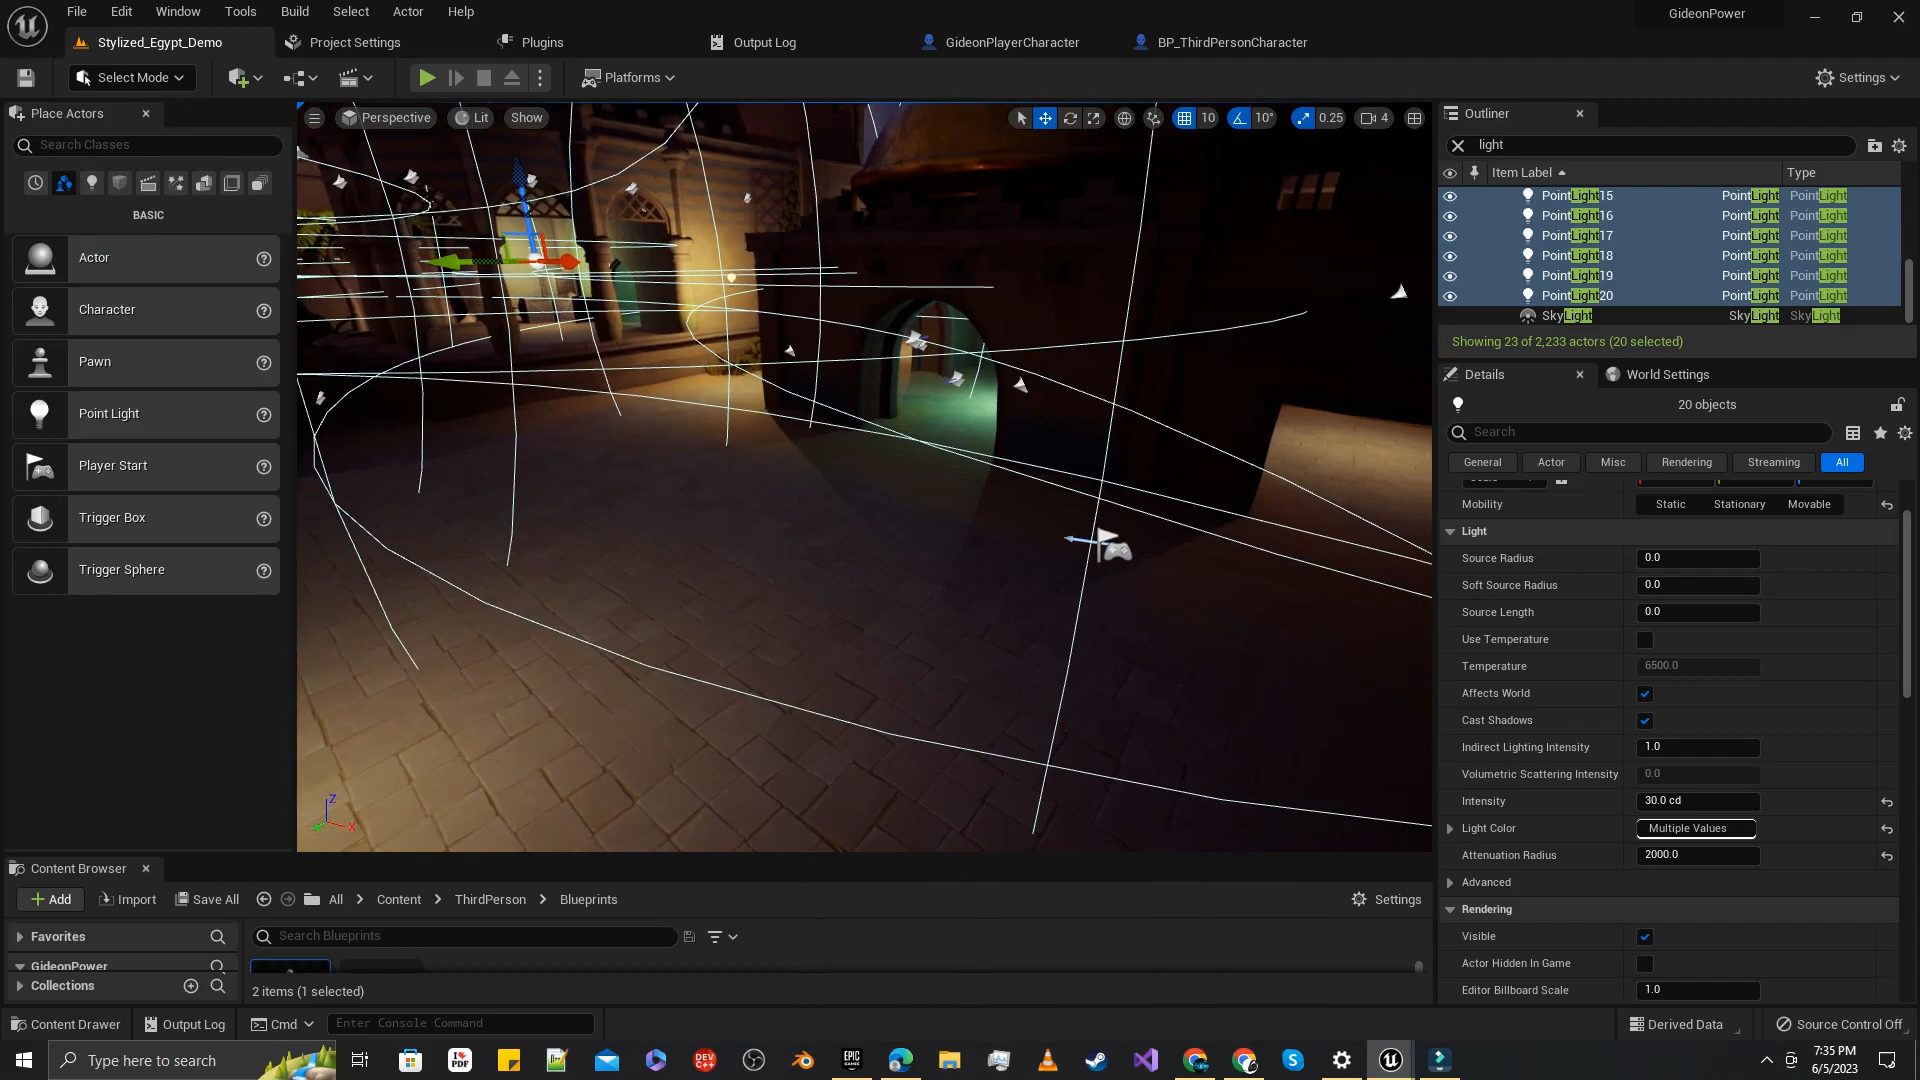 File Edit Window Tools Build Select Actor Help
GideonPower
Stylized_Egypt_Demo Project Settings Plugins Output Log GideonPlayerCharacter BP_ThirdPersonCharacter
Select Mode Platforms Settings
Place Actors
Search Classes
BASIC
Actor
Character
Pawn
Point Light
Player Start
Trigger Box
Trigger Sphere
Perspective Lit Show 10 10° 0.25 4
Z
X
Outliner
light
Item Label Type
PointLight15 PointLight PointLight
PointLight16 PointLight PointLight
PointLight17 PointLight PointLight
PointLight18 PointLight PointLight
PointLight19 PointLight PointLight
PointLight20 PointLight PointLight
SkyLight SkyLight SkyLight
Showing 23 of 2,233 actors (20 selected)
Details World Settings
20 objects
Search
General Actor Misc Rendering Streaming All
Mobility Static Stationary Movable
Light
Source Radius 0.0
Soft Source Radius 0.0
Source Length 0.0
Use Temperature
Temperature 6500.0
Affects World
Cast Shadows
Indirect Lighting Intensity 1.0
Volumetric Scattering Intensity 0.0
Intensity 30.0 cd
Light Color Multiple Values
Attenuation Radius 2000.0
Advanced
Rendering
Visible
Actor Hidden In Game
Editor Billboard Scale 1.0
Content Browser
Add Import Save All All Content ThirdPerson Blueprints Settings
Favorites
Search Blueprints
GideonPower
Collections
2 items (1 selected)
Content Drawer Output Log Cmd Enter Console Command Derived Data Source Control Off
Type here to search
7:35 PM
6/5/2023